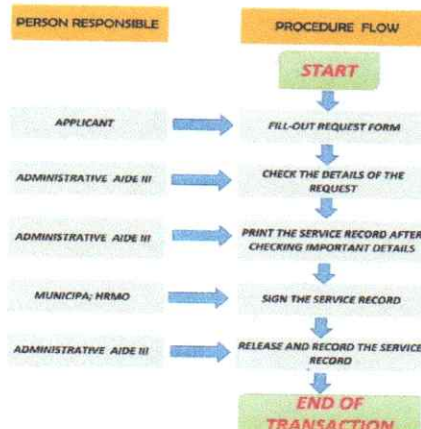 PERSON RESPONSIBLE
PROCEDURE FLOW
START
APPLICANT
FILL-OUT REQUEST FORM
ADMINISTRATIVE AIDE III
CHECK THE DETAILS OF THE
REQUEST
ADMINISTRATIVE AIDE III
PRINT THE SERVICE RECORD AFTER
CHECKING IMPORTANT DETAILS
MUNICIPA; HRMO
SIGN THE SERVICE RECORD
ADMINISTRATIVE AIDE III
RELEASE AND RECORD THE SERVICE
RECORD
END OF
TRANSACTION